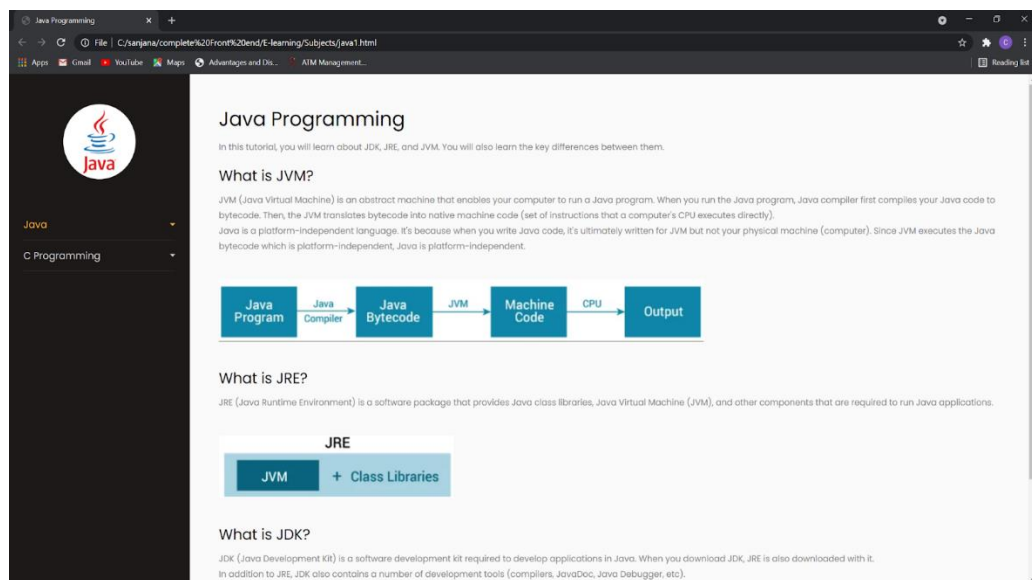 Java Programming
File | C:/sanjana/complete%20Front%20end/E-learning/Subjects/java1.html
Apps Gmail YouTube Maps Advantages and Dis... ATM Management... Reading list
Java
Java
C Programming
Java Programming
In this tutorial, you will learn about JDK, JRE, and JVM. You will also learn the key differences between them.
What is JVM?
JVM (Java Virtual Machine) is an abstract machine that enables your computer to run a Java program. When you run the Java program, Java compiler first compiles your Java code to
bytecode. Then, the JVM translates bytecode into native machine code (set of instructions that a computer's CPU executes directly).
Java is a platform-independent language. It's because when you write Java code, it's ultimately written for JVM but not your physical machine (computer). Since JVM executes the Java
bytecode which is platform-independent, Java is platform-independent.
Java Program
Java Compiler
Java Bytecode
JVM
Machine Code
CPU
Output
What is JRE?
JRE (Java Runtime Environment) is a software package that provides Java class libraries, Java Virtual Machine (JVM), and other components that are required to run Java applications.
JRE
JVM + Class Libraries
What is JDK?
JDK (Java Development Kit) is a software development kit required to develop applications in Java. When you download JDK, JRE is also downloaded with it.
In addition to JRE, JDK also contains a number of development tools (compilers, JavaDoc, Java Debugger, etc).